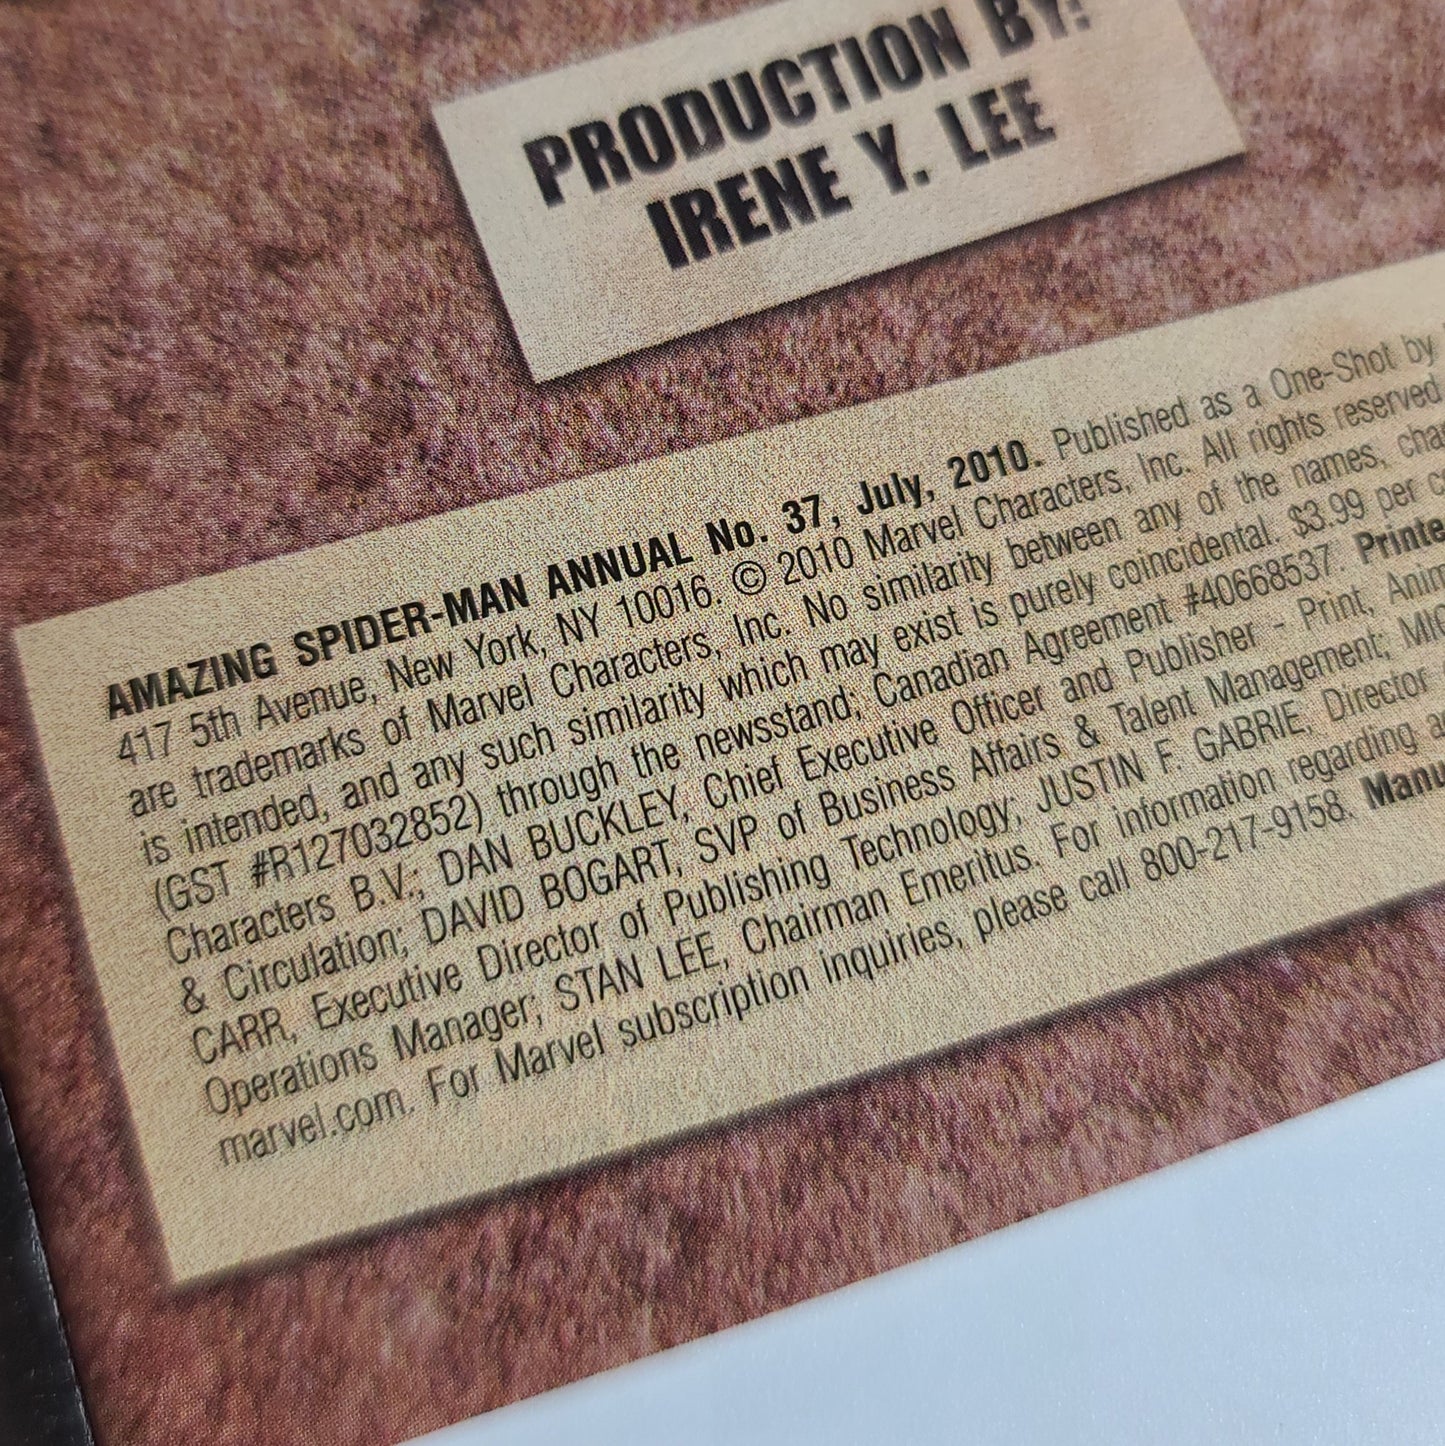 PRODUCTION BY:
IRENE Y. LEE
AMAZING SPIDER-MAN ANNUAL No. 37, July, 2010. Published as a One-Shot by
417 5th Avenue, New York, NY 10016. © 2010 Marvel Characters, Inc. All rights reserved
are trademarks of Marvel Characters, Inc. No similarity between any of the names, cha
is intended, and any such similarity which may exist is purely coincidental. $3.99 per c
(GST #R127032852) through the newsstand; Canadian Agreement #40668537. Printe
Characters B.V.; DAN BUCKLEY, Chief Executive Officer and Publisher - Print, Anim
& Circulation; DAVID BOGART, SVP of Business Affairs & Talent Management; MIC
CARR, Executive Director of Publishing Technology; JUSTIN F. GABRIE, Director
Operations Manager; STAN LEE, Chairman Emeritus. For information regarding a
marvel.com. For Marvel subscription inquiries, please call 800-217-9158. Manu